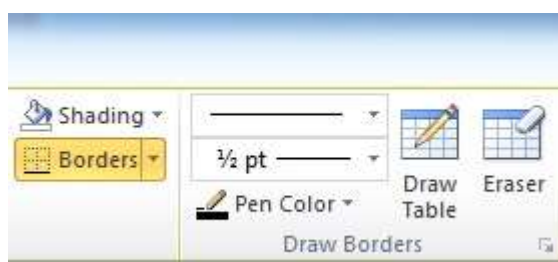 Shading
Borders
½ pt
Pen Color
Draw
Table
Eraser
Draw Borders